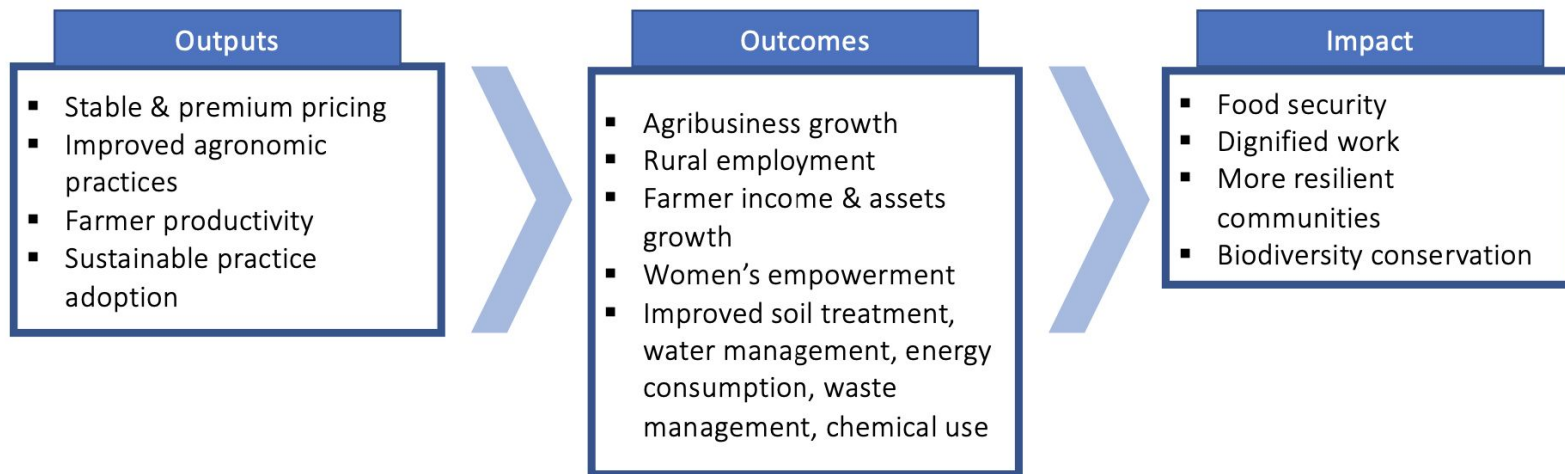 Outputs
▪ Stable & premium pricing
▪ Improved agronomic
practices
▪ Farmer productivity
▪ Sustainable practice
adoption
Outcomes
▪ Agribusiness growth
▪ Rural employment
▪ Farmer income & assets
growth
▪ Women’s empowerment
▪ Improved soil treatment,
water management, energy
consumption, waste
management, chemical use
Impact
▪ Food security
▪ Dignified work
▪ More resilient
communities
▪ Biodiversity conservation